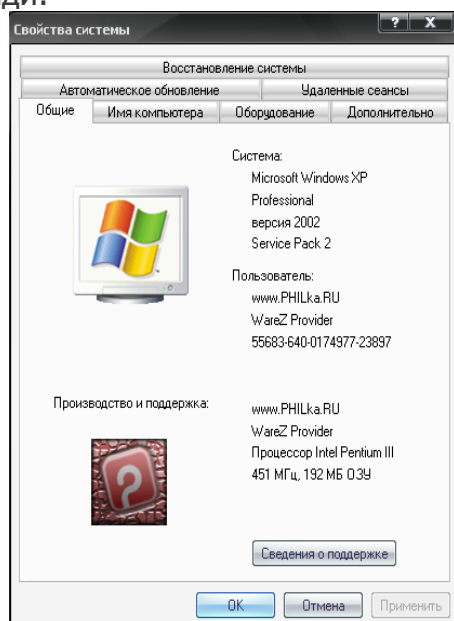 Свойства системы
Восстановление системы
Автоматическое обновление Удаленные сеансы
Общие Имя компьютера Оборудование Дополнительно
Система:
Microsoft Windows XP
Professional
версия 2002
Service Pack 2
Пользователь:
www.PHILka.RU
WareZ Provider
55683-640-0174977-23897
Производство и поддержка:
www.PHILka.RU
WareZ Provider
Процессор Intel Pentium III
451 МГц, 192 МБ ОЗУ
Сведения о поддержке
OK Отмена Применить